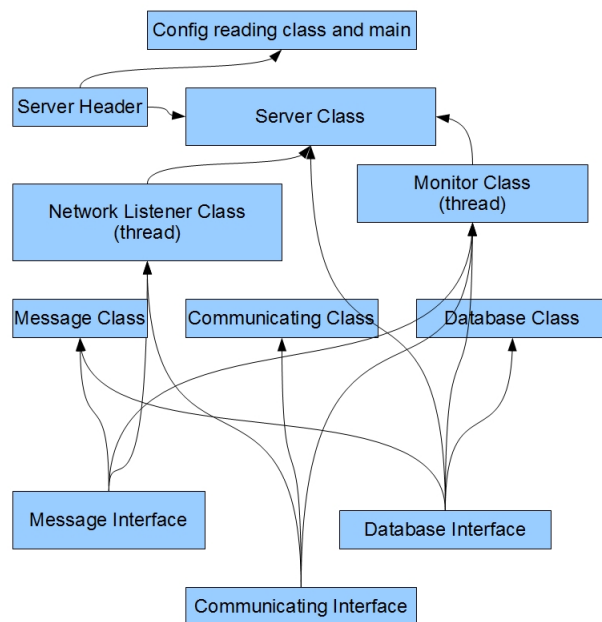 Config reading class and main
Server Header
Server Class
Monitor Class
(thread)
Network Listener Class
(thread)
Message Class
Communicating Class
Database Class
Message Interface
Database Interface
Communicating Interface